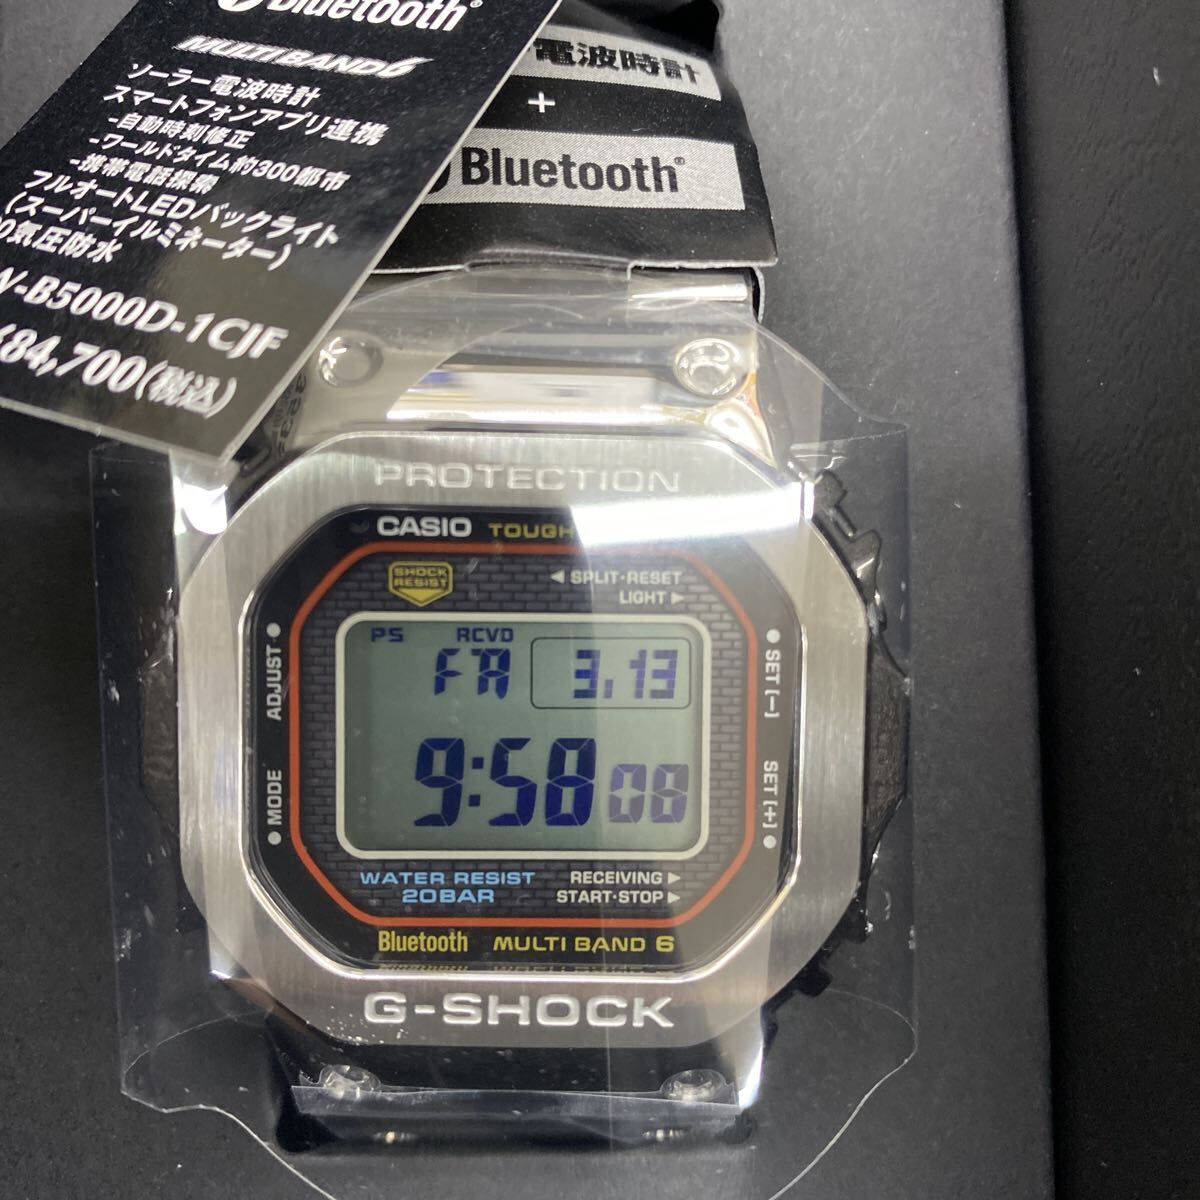 Bluetooth®
MULTI BAND 6
ソーラー電波時計
スマートフォンアプリ連携
-自動時刻修正
-ワールドタイム約300都市
-携帯電話探索
フルオートLEDバックライト
(スーパーイルミネーター)
0気圧防水
-B5000D-1CJF
84,700(税込)
電波時計
+
Bluetooth®
PROTECTION
CASIO TOUGH
SHOCK
RESIST
◀ SPLIT·RESET
LIGHT ▶
PS RCVD
FR 3.13
9:58 08
● MODE ADJUST ●
● SET [−] SET [+] ●
WATER RESIST
20BAR
RECEIVING ▶
START·STOP ▶
Bluetooth MULTI BAND 6
G-SHOCK